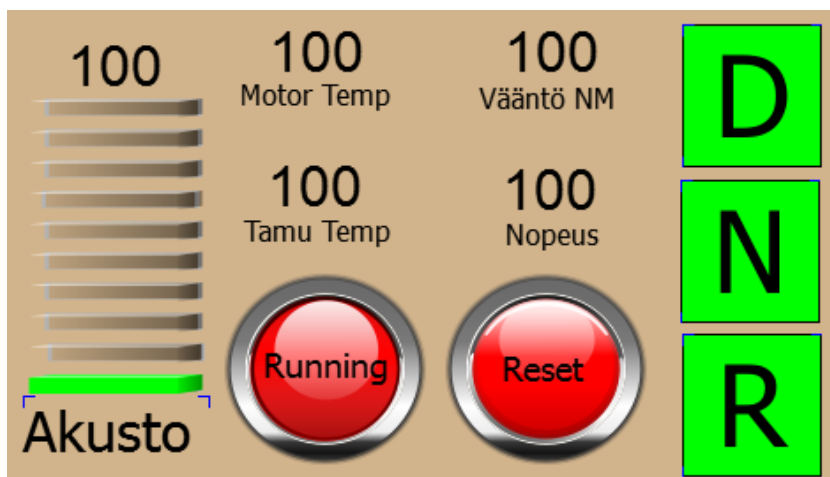 100
Akusto
100
Motor Temp
100
Vääntö NM
100
Tamu Temp
100
Nopeus
Running
Reset
D
N
R